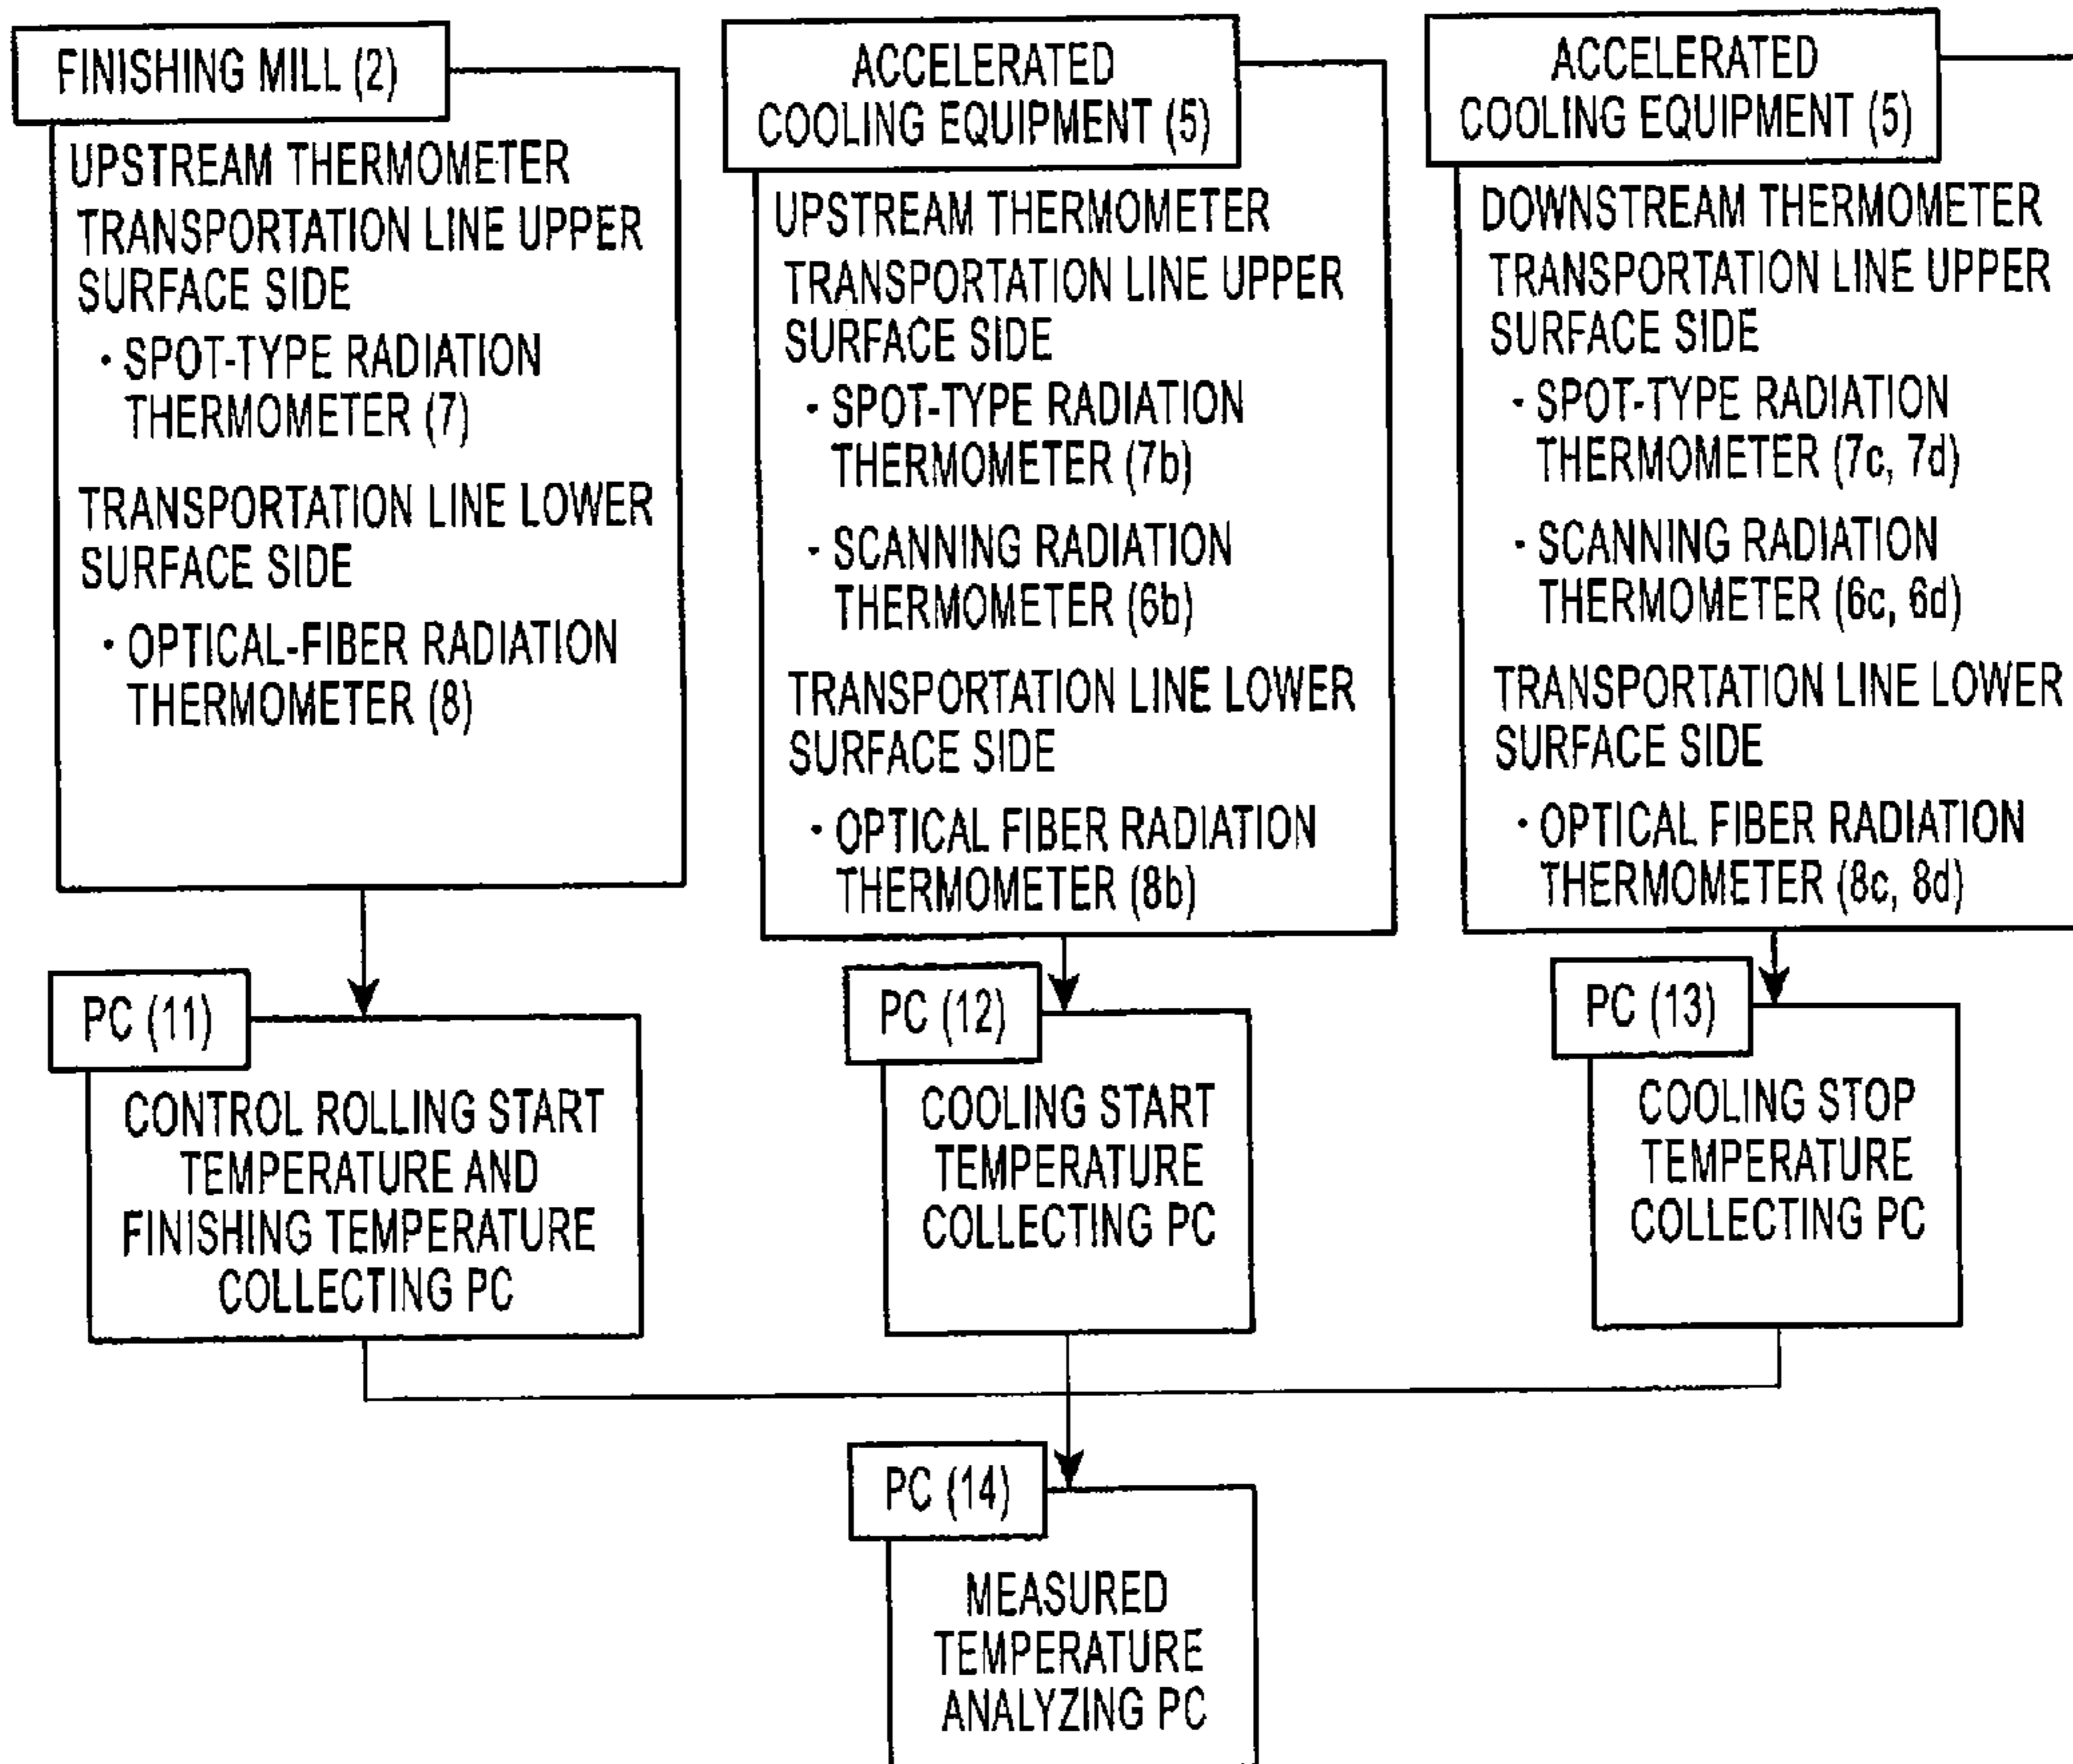 FINISHING MILL (2)
UPSTREAM THERMOMETER
TRANSPORTATION LINE UPPER
SURFACE SIDE
· SPOT-TYPE RADIATION
THERMOMETER (7)
TRANSPORTATION LINE LOWER
SURFACE SIDE
· OPTICAL-FIBER RADIATION
THERMOMETER (8)
ACCELERATED
COOLING EQUIPMENT (5)
UPSTREAM THERMOMETER
TRANSPORTATION LINE UPPER
SURFACE SIDE
- SPOT-TYPE RADIATION
THERMOMETER (7b)
- SCANNING RADIATION
THERMOMETER (6b)
TRANSPORTATION LINE LOWER
SURFACE SIDE
· OPTICAL FIBER RADIATION
THERMOMETER (8b)
ACCELERATED
COOLING EQUIPMENT (5)
DOWNSTREAM THERMOMETER
TRANSPORTATION LINE UPPER
SURFACE SIDE
- SPOT-TYPE RADIATION
THERMOMETER (7c, 7d)
- SCANNING RADIATION
THERMOMETER (6c, 6d)
TRANSPORTATION LINE LOWER
SURFACE SIDE
· OPTICAL FIBER RADIATION
THERMOMETER (8c, 8d)
PC (11)
CONTROL ROLLING START
TEMPERATURE AND
FINISHING TEMPERATURE
COLLECTING PC
PC (12)
COOLING START
TEMPERATURE
COLLECTING PC
PC (13)
COOLING STOP
TEMPERATURE
COLLECTING PC
PC (14)
MEASURED
TEMPERATURE
ANALYZING PC